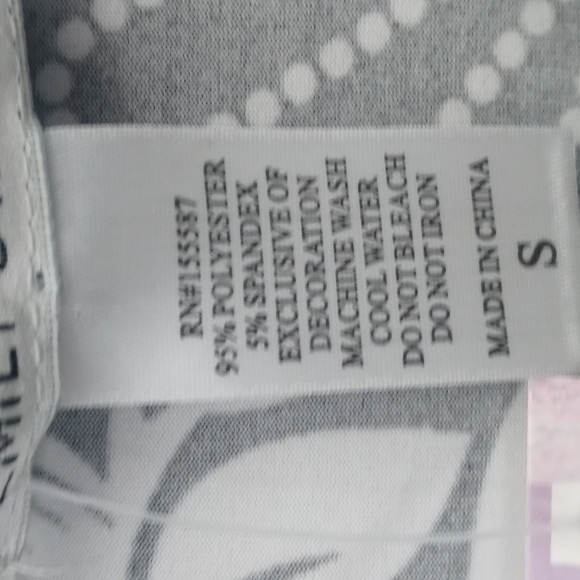 RN#155587
95% POLYESTER
5% SPANDEX
EXCLUSIVE OF
DECORATION
MACHINE WASH
COOL WATER
DO NOT BLEACH
DO NOT IRON
MADE IN CHINA
S